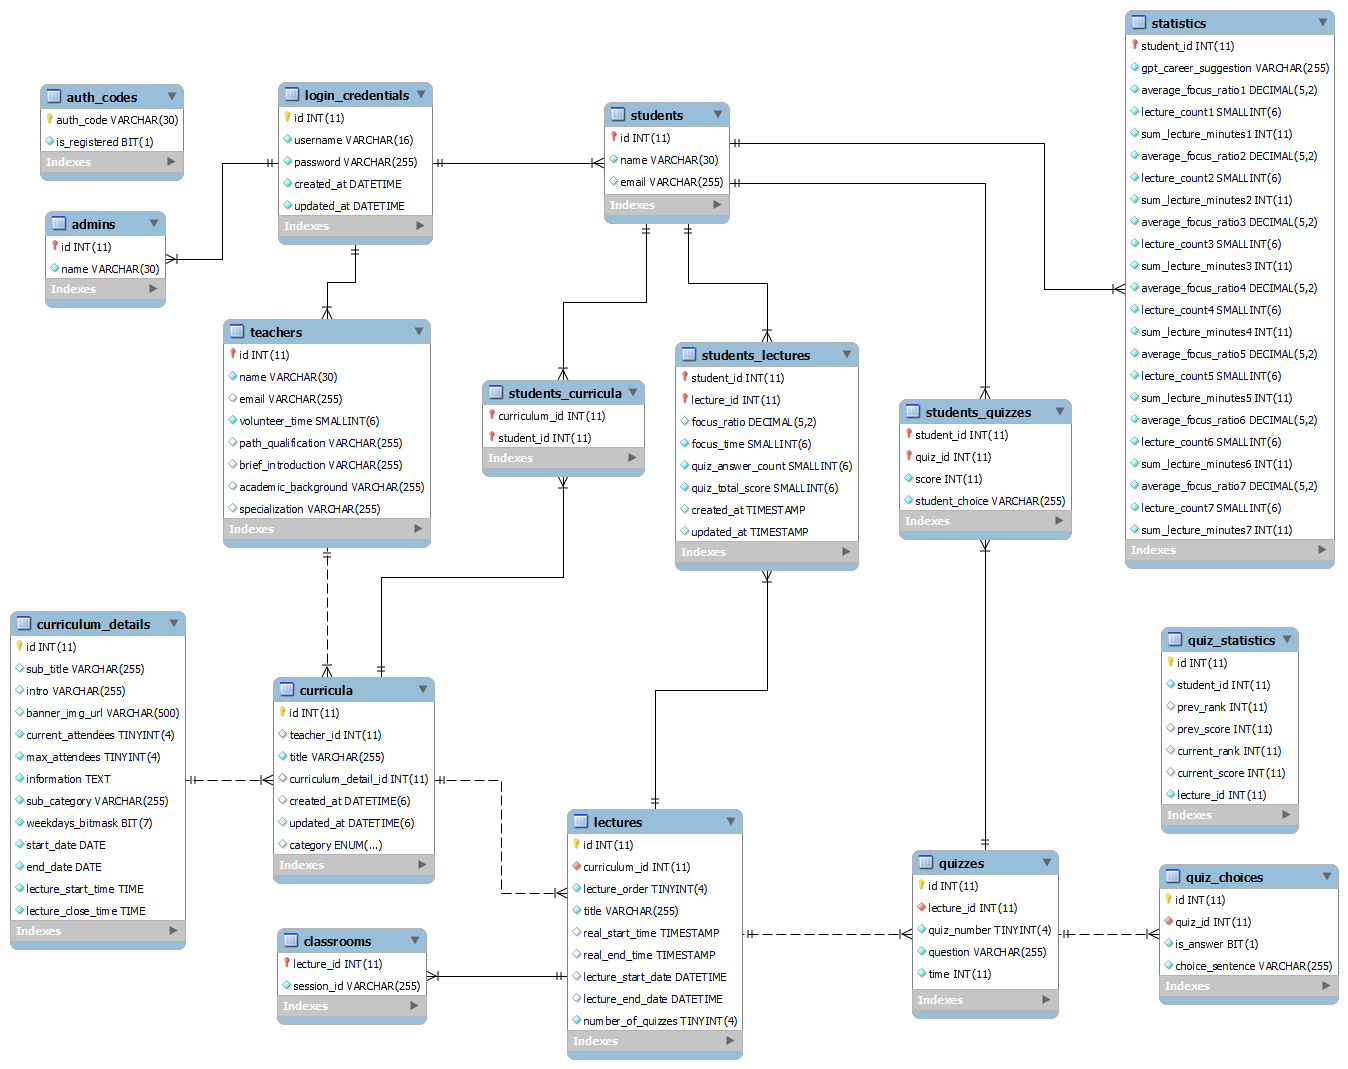 auth_codes
auth_code VARCHAR(30)
is_registered BIT(1)
Indexes
admins
id INT(11)
name VARCHAR(30)
Indexes
login_credentials
id INT(11)
username VARCHAR(16)
password VARCHAR(255)
created_at DATETIME
updated_at DATETIME
Indexes
students
id INT(11)
name VARCHAR(30)
email VARCHAR(255)
Indexes
statistics
student_id INT(11)
gpt_career_suggestion VARCHAR(255)
average_focus_ratio1 DECIMAL(5,2)
lecture_count1 SMALLINT(6)
sum_lecture_minutes1 INT(11)
average_focus_ratio2 DECIMAL(5,2)
lecture_count2 SMALLINT(6)
sum_lecture_minutes2 INT(11)
average_focus_ratio3 DECIMAL(5,2)
lecture_count3 SMALLINT(6)
sum_lecture_minutes3 INT(11)
average_focus_ratio4 DECIMAL(5,2)
lecture_count4 SMALLINT(6)
sum_lecture_minutes4 INT(11)
average_focus_ratio5 DECIMAL(5,2)
lecture_count5 SMALLINT(6)
sum_lecture_minutes5 INT(11)
average_focus_ratio6 DECIMAL(5,2)
lecture_count6 SMALLINT(6)
sum_lecture_minutes6 INT(11)
average_focus_ratio7 DECIMAL(5,2)
lecture_count7 SMALLINT(6)
sum_lecture_minutes7 INT(11)
Indexes
teachers
id INT(11)
name VARCHAR(30)
email VARCHAR(255)
volunteer_time SMALLINT(6)
path_qualification VARCHAR(255)
brief_introduction VARCHAR(255)
academic_background VARCHAR(255)
specialization VARCHAR(255)
Indexes
students_curricula
curriculum_id INT(11)
student_id INT(11)
Indexes
students_lectures
student_id INT(11)
lecture_id INT(11)
focus_ratio DECIMAL(5,2)
focus_time SMALLINT(6)
quiz_answer_count SMALLINT(6)
quiz_total_score SMALLINT(6)
created_at TIMESTAMP
updated_at TIMESTAMP
Indexes
students_quizzes
student_id INT(11)
quiz_id INT(11)
score INT(11)
student_choice VARCHAR(255)
Indexes
curriculum_details
id INT(11)
sub_title VARCHAR(255)
intro VARCHAR(255)
banner_img_url VARCHAR(500)
current_attendees TINYINT(4)
max_attendees TINYINT(4)
information TEXT
sub_category VARCHAR(255)
weekdays_bitmask BIT(7)
start_date DATE
end_date DATE
lecture_start_time TIME
lecture_close_time TIME
Indexes
curricula
id INT(11)
teacher_id INT(11)
title VARCHAR(255)
curriculum_detail_id INT(11)
created_at DATETIME(6)
updated_at DATETIME(6)
category ENUM(...)
Indexes
quiz_statistics
id INT(11)
student_id INT(11)
prev_rank INT(11)
prev_score INT(11)
current_rank INT(11)
current_score INT(11)
lecture_id INT(11)
Indexes
lectures
id INT(11)
curriculum_id INT(11)
lecture_order TINYINT(4)
title VARCHAR(255)
real_start_time TIMESTAMP
real_end_time TIMESTAMP
lecture_start_date DATETIME
lecture_end_date DATETIME
number_of_quizzes TINYINT(4)
Indexes
classrooms
lecture_id INT(11)
session_id VARCHAR(255)
Indexes
quizzes
id INT(11)
lecture_id INT(11)
quiz_number TINYINT(4)
question VARCHAR(255)
time INT(11)
Indexes
quiz_choices
id INT(11)
quiz_id INT(11)
is_answer BIT(1)
choice_sentence VARCHAR(255)
Indexes